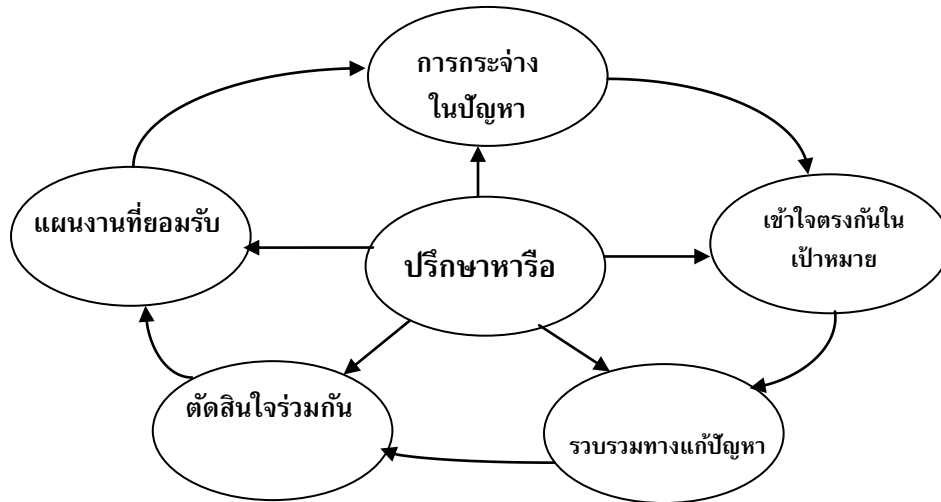 การกระจ่าง
ในปัญหา
แผนงานที่ยอมรับ
เข้าใจตรงกันใน
เป้าหมาย
ปรึกษาหารือ
ตัดสินใจร่วมกัน
รวบรวมทางแก้ปัญหา